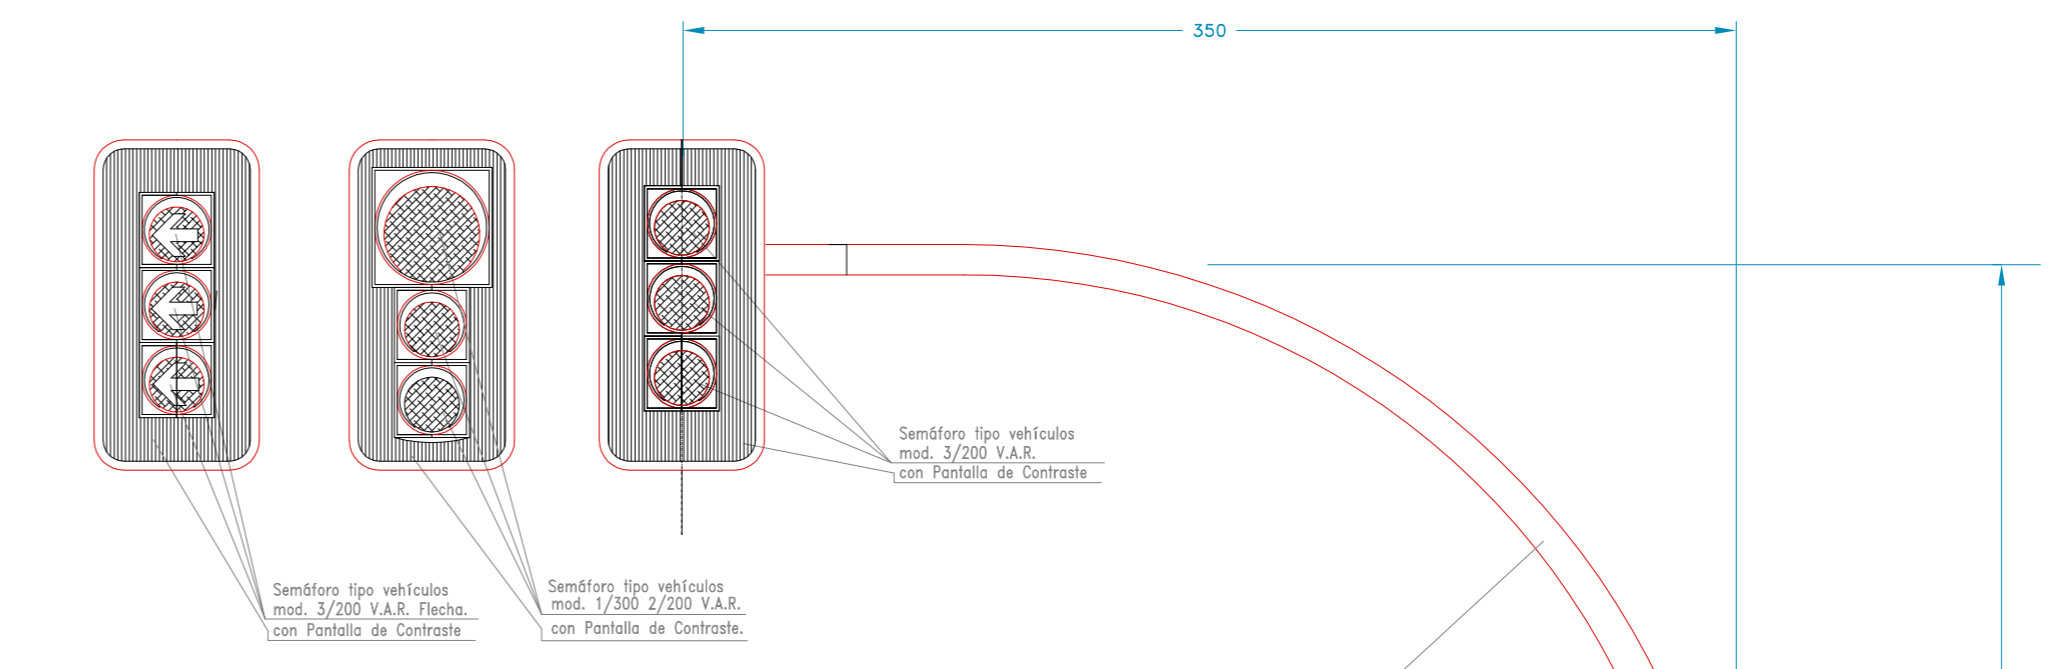 350
Semáforo tipo vehículos
mod. 3/200 V.A.R.
con Pantalla de Contraste
Semáforo tipo vehículos
mod. 3/200 V.A.R. Flecha.
con Pantalla de Contraste
Semáforo tipo vehículos
mod. 1/300 2/200 V.A.R.
con Pantalla de Contraste.